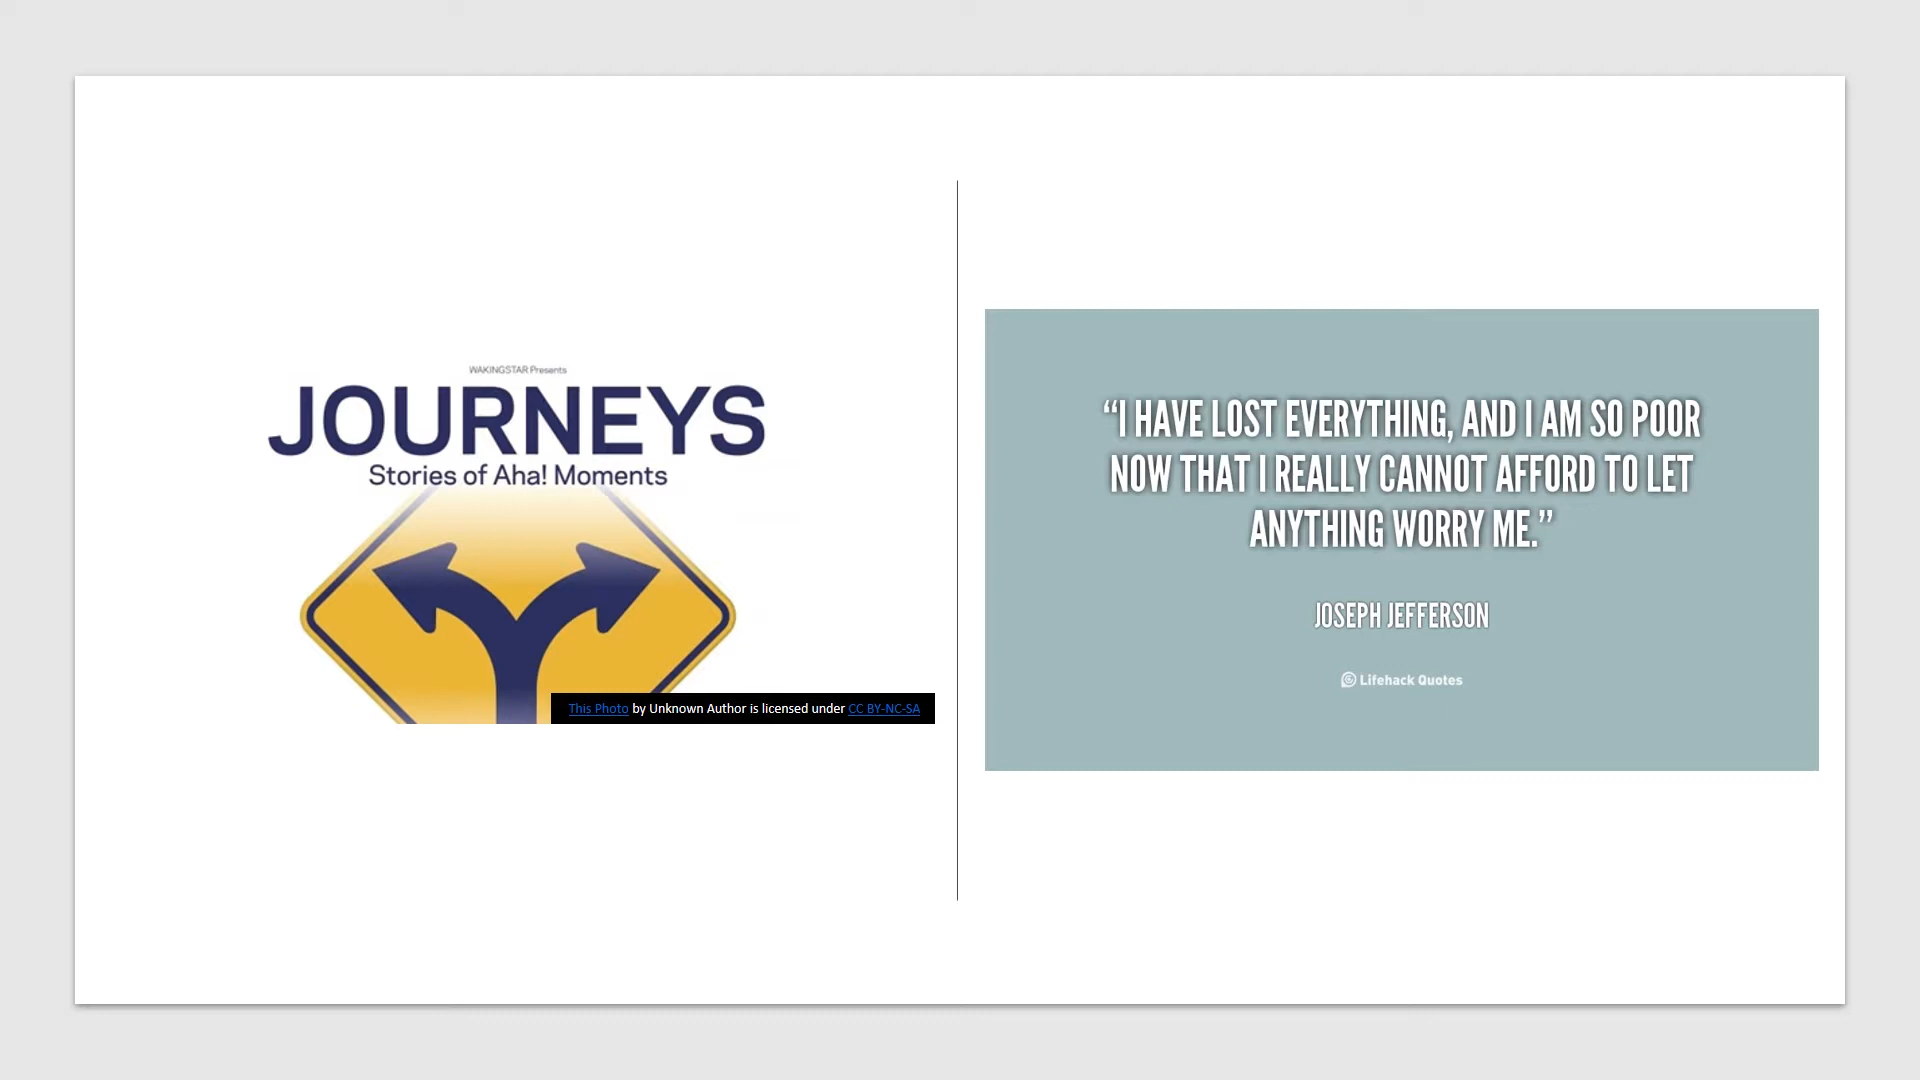 WAKINGSTAR Presents
JOURNEYS
Stories of Aha! Moments
This Photo by Unknown Author is licensed under CC BY-NC-SA
“I HAVE LOST EVERYTHING, AND I AM SO POOR
NOW THAT I REALLY CANNOT AFFORD TO LET
ANYTHING WORRY ME.”
JOSEPH JEFFERSON
Lifehack Quotes